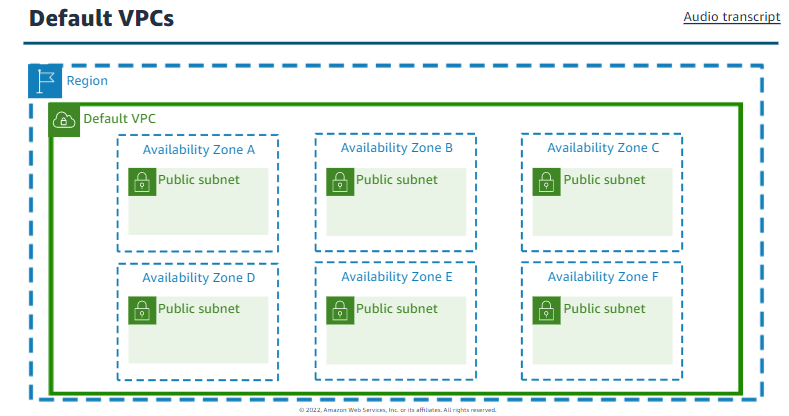 Default VPCs
Audio transcript
Region
Default VPC
Availability Zone A
Public subnet
Availability Zone B
Public subnet
Availability Zone C
Public subnet
Availability Zone D
Public subnet
Availability Zone E
Public subnet
Availability Zone F
Public subnet
© 2022, Amazon Web Services, Inc. or its affiliates. All rights reserved.